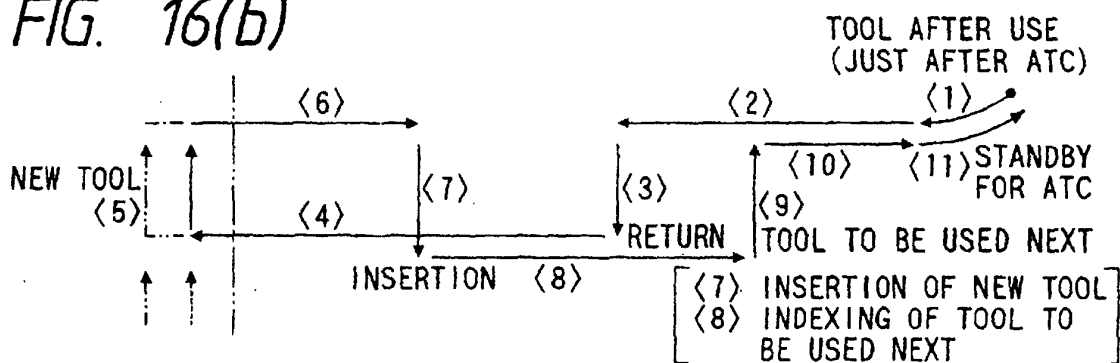 FIG. 16(b)
TOOL AFTER USE
(JUST AFTER ATC)
⟨6⟩
⟨2⟩
⟨1⟩
NEW TOOL
⟨5⟩
⟨4⟩
⟨7⟩
⟨3⟩
⟨10⟩
⟨11⟩ STANDBY
FOR ATC
⟨9⟩
RETURN
TOOL TO BE USED NEXT
INSERTION
⟨8⟩
⟨7⟩ INSERTION OF NEW TOOL
⟨8⟩ INDEXING OF TOOL TO
BE USED NEXT